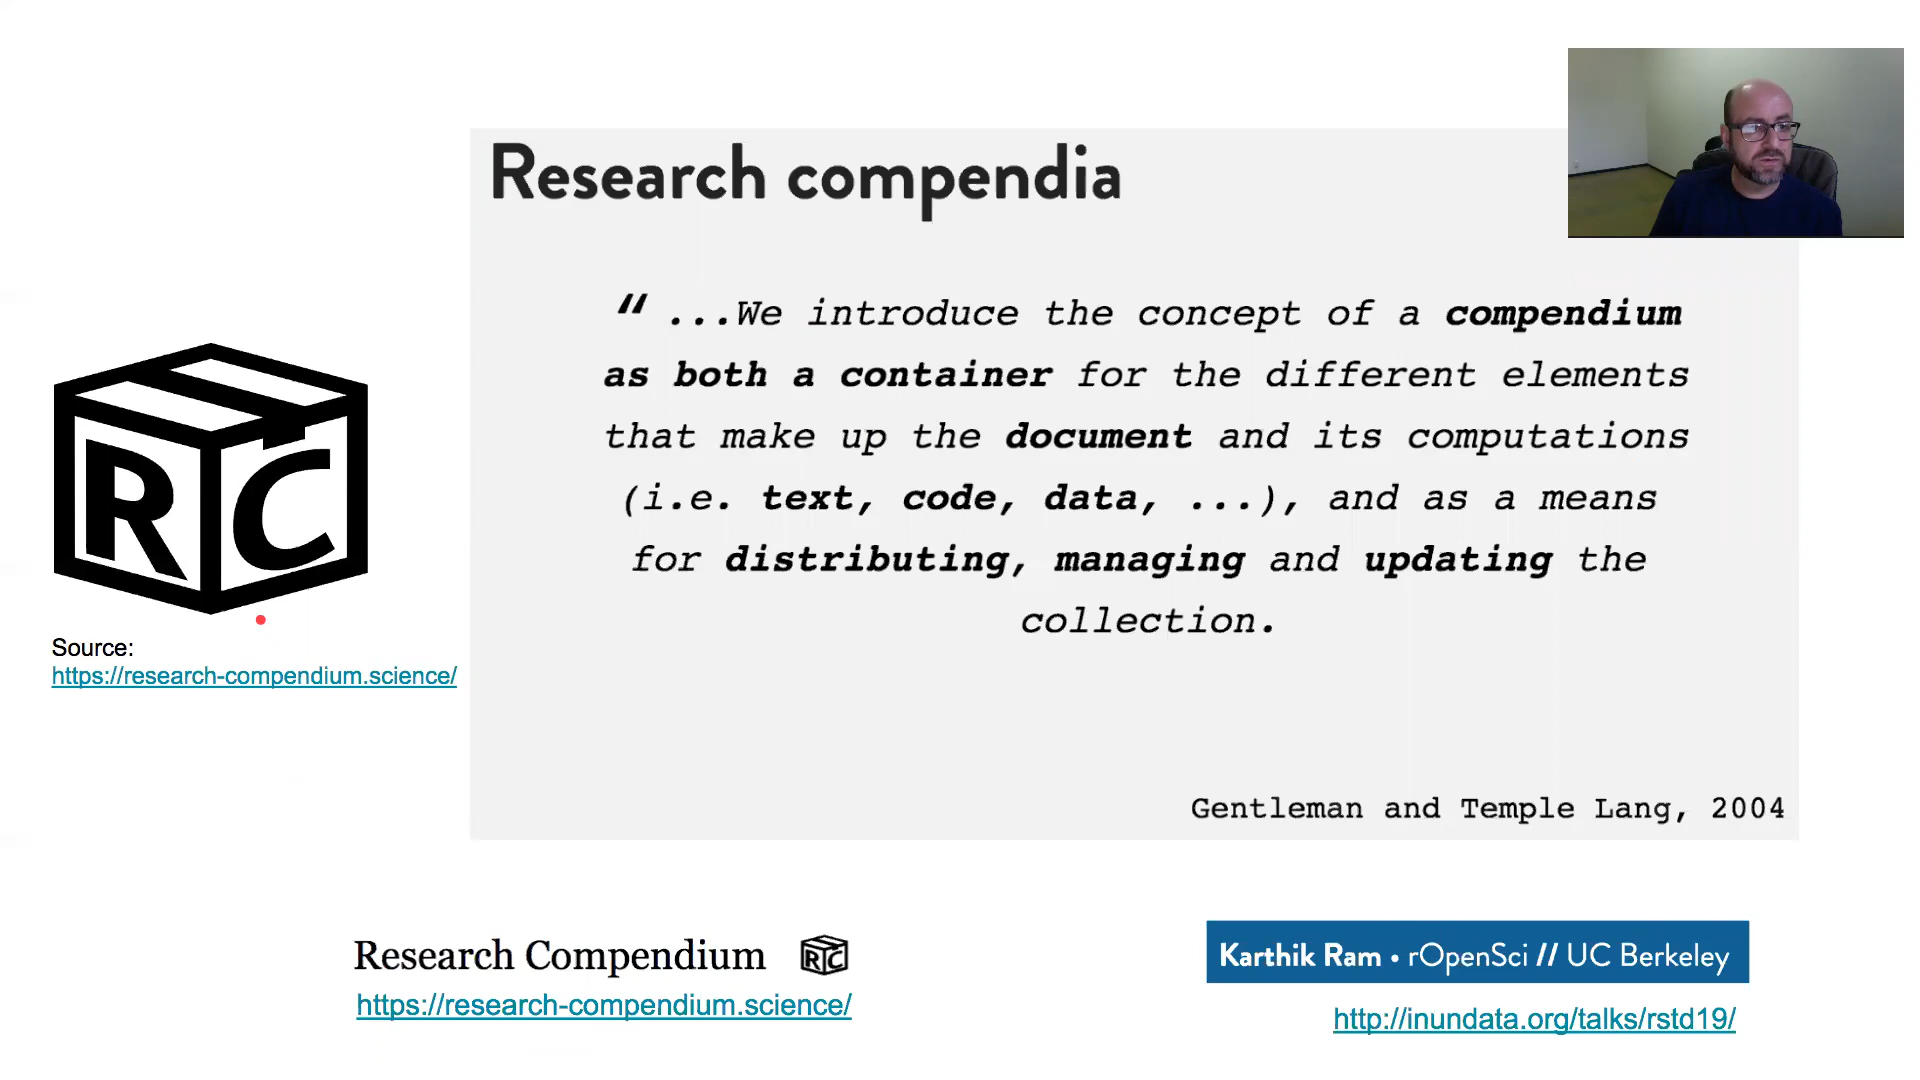 Research compendia
“ ...We introduce the concept of a compendium
as both a container for the different elements
that make up the document and its computations
(i.e. text, code, data, ...), and as a means
for distributing, managing and updating the
collection.
Gentleman and Temple Lang, 2004
RC
Source:
https://research-compendium.science/
Research Compendium RC
https://research-compendium.science/
Karthik Ram • rOpenSci // UC Berkeley
http://inundata.org/talks/rstd19/